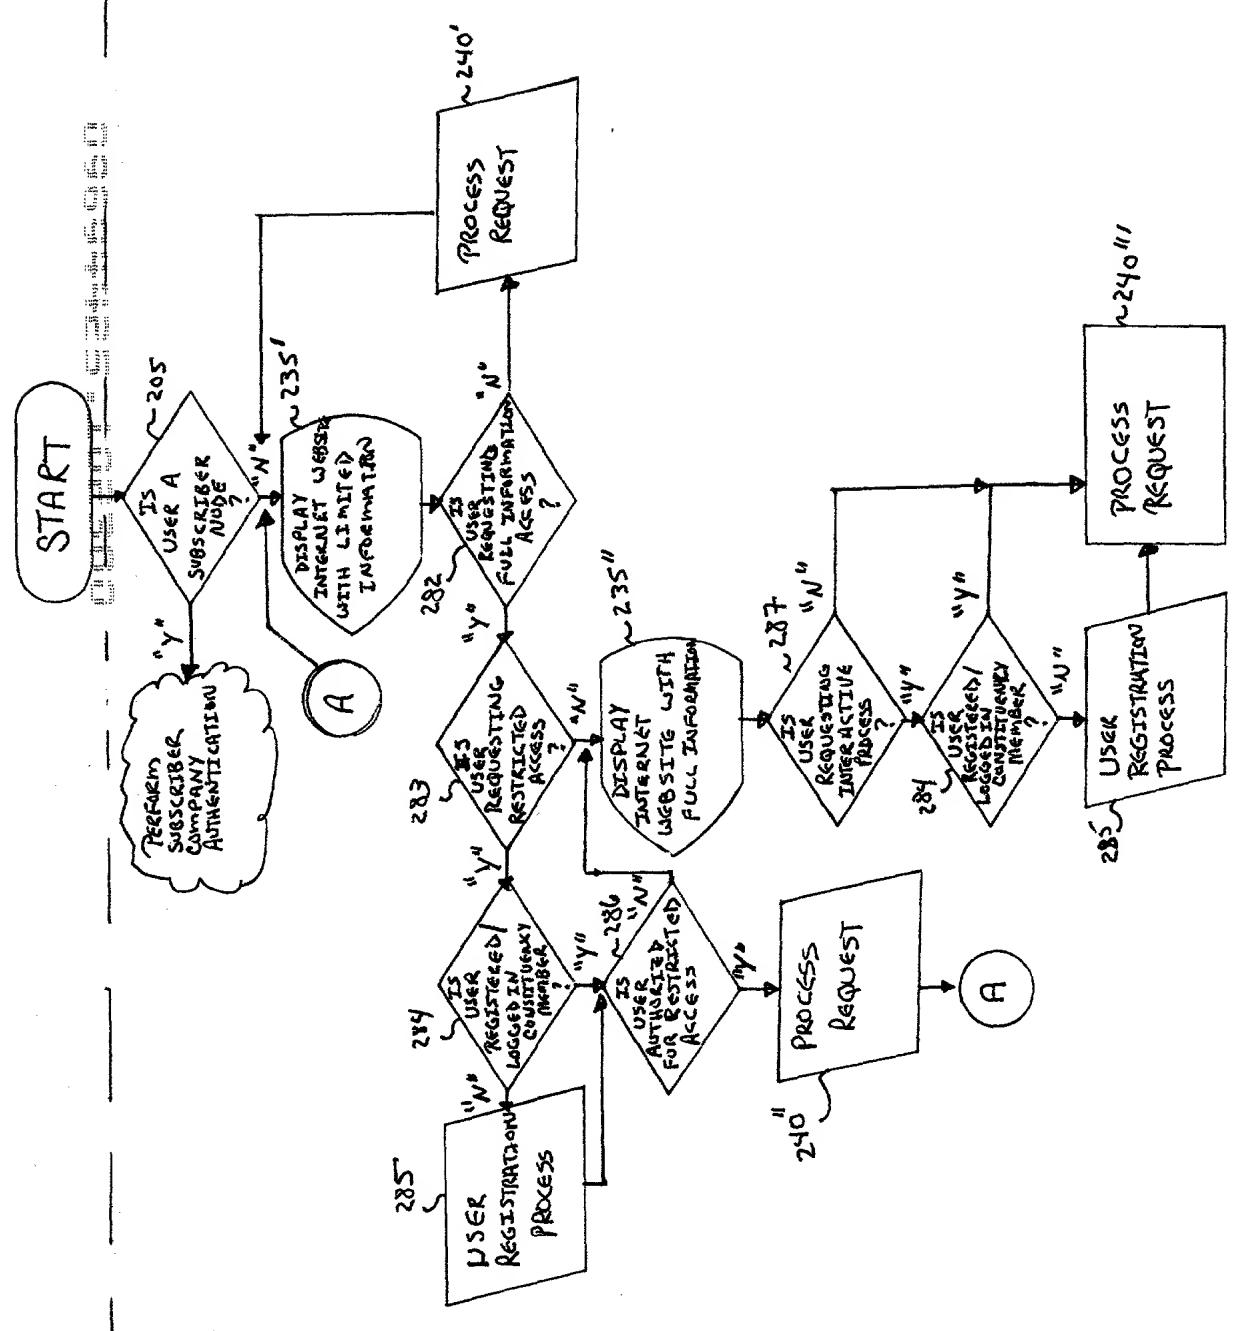 START
205
IS
USER A
SUBSCRIBER
NODE
?
"Y"
PERFORM
SUBSCRIBER
COMPANY
AUTHENTICATION
"N"
A
235'
DISPLAY
INTERNET WEBSITE
WITH LIMITED
INFORMATION
282
IS
USER
REQUESTING
FULL INFORMATION
ACCESS
?
"N"
240'
PROCESS
REQUEST
"Y"
283
IS
USER
REQUESTING
RESTRICTED
ACCESS
?
"N"
"Y"
284
IS
USER
REGISTERED/
LOGGED IN
CONSTITUENCY
MEMBER
?
"N"
285
USER
REGISTRATION
PROCESS
"Y"
286
IS
USER
AUTHORIZED
FOR RESTRICTED
ACCESS
"N"
"Y"
240"
PROCESS
REQUEST
A
235"
DISPLAY
INTERNET
WEBSITE WITH
FULL INFORMATION
287
IS
USER
REQUESTING
INTERACTIVE
PROCESS
?
"N"
"Y"
284
IS
USER
REGISTERED/
LOGGED IN
CONSTITUENCY
MEMBER
?
"Y"
"N"
285
USER
REGISTRATION
PROCESS
240'''
PROCESS
REQUEST